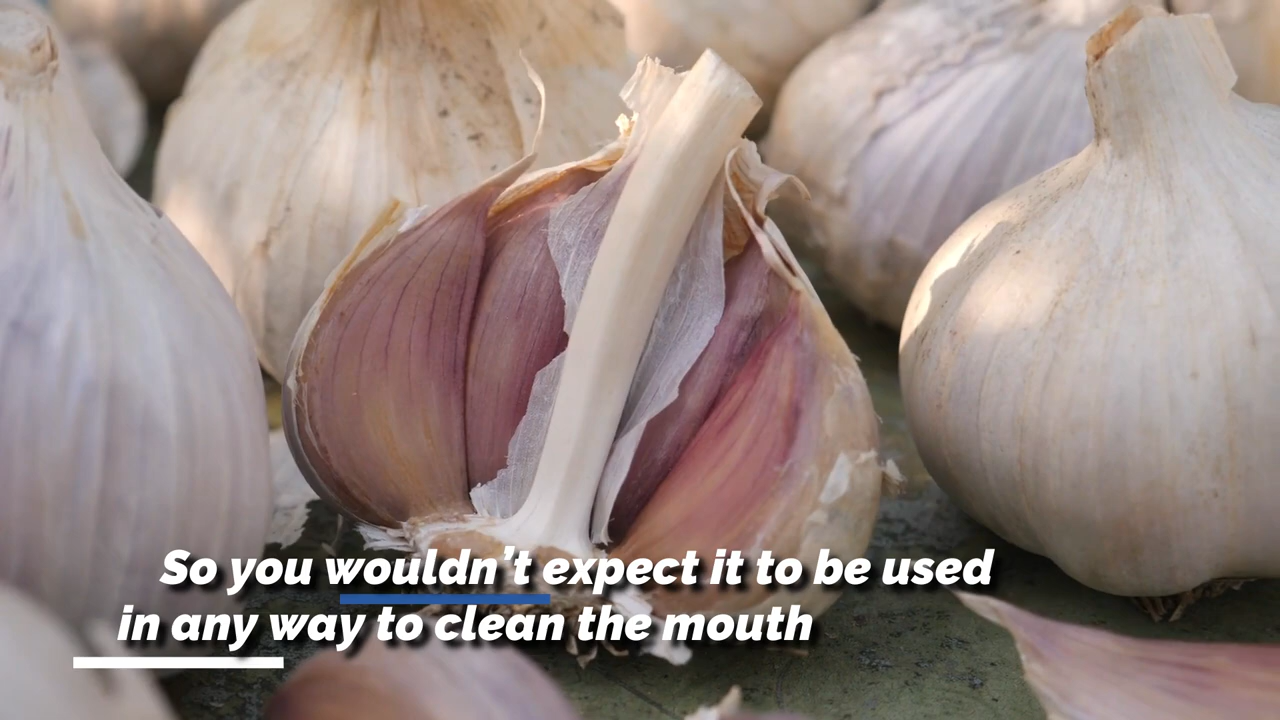 So you wouldn’t expect it to be used
in any way to clean the mouth